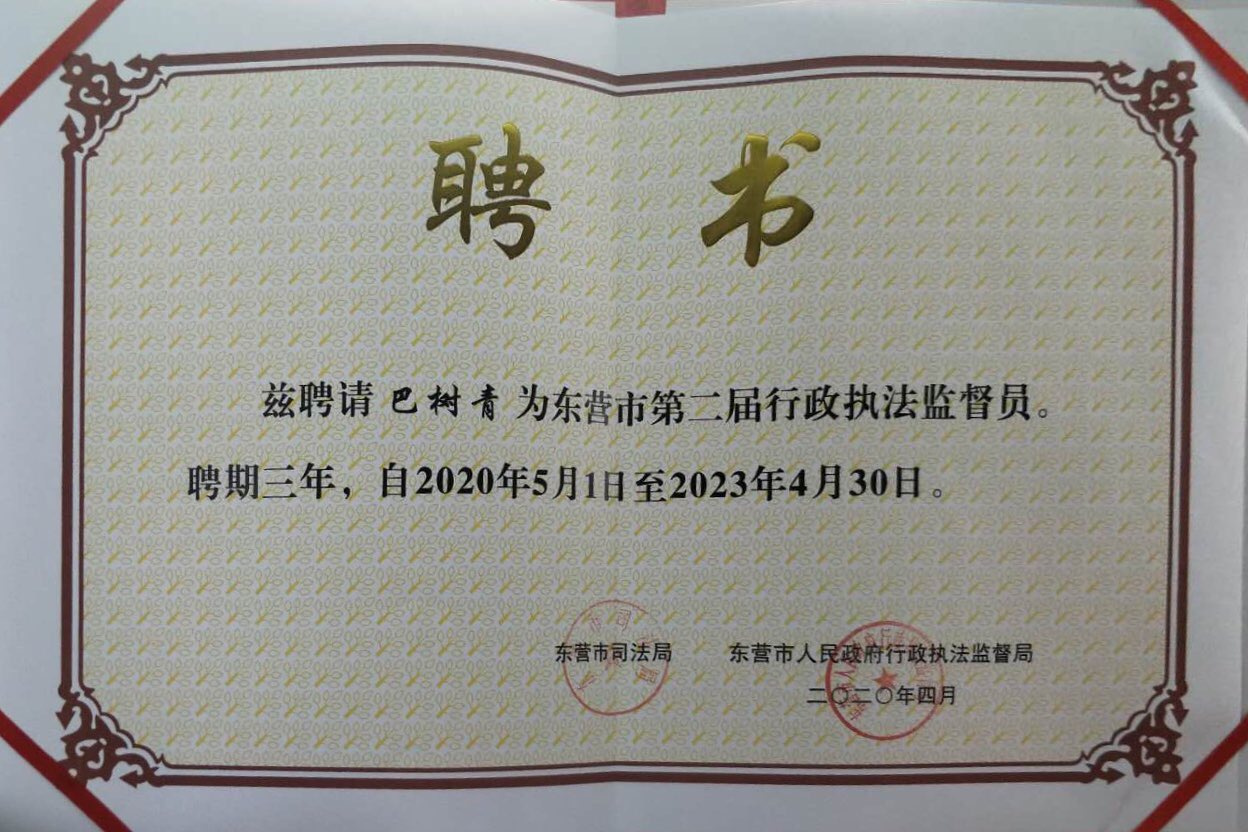 聘书
兹聘请 巴树青 为东营市第二届行政执法监督员。
聘期三年，自2020年5月1日至2023年4月30日。
东营市司法局 东营市人民政府行政执法监督局
二〇二〇年四月